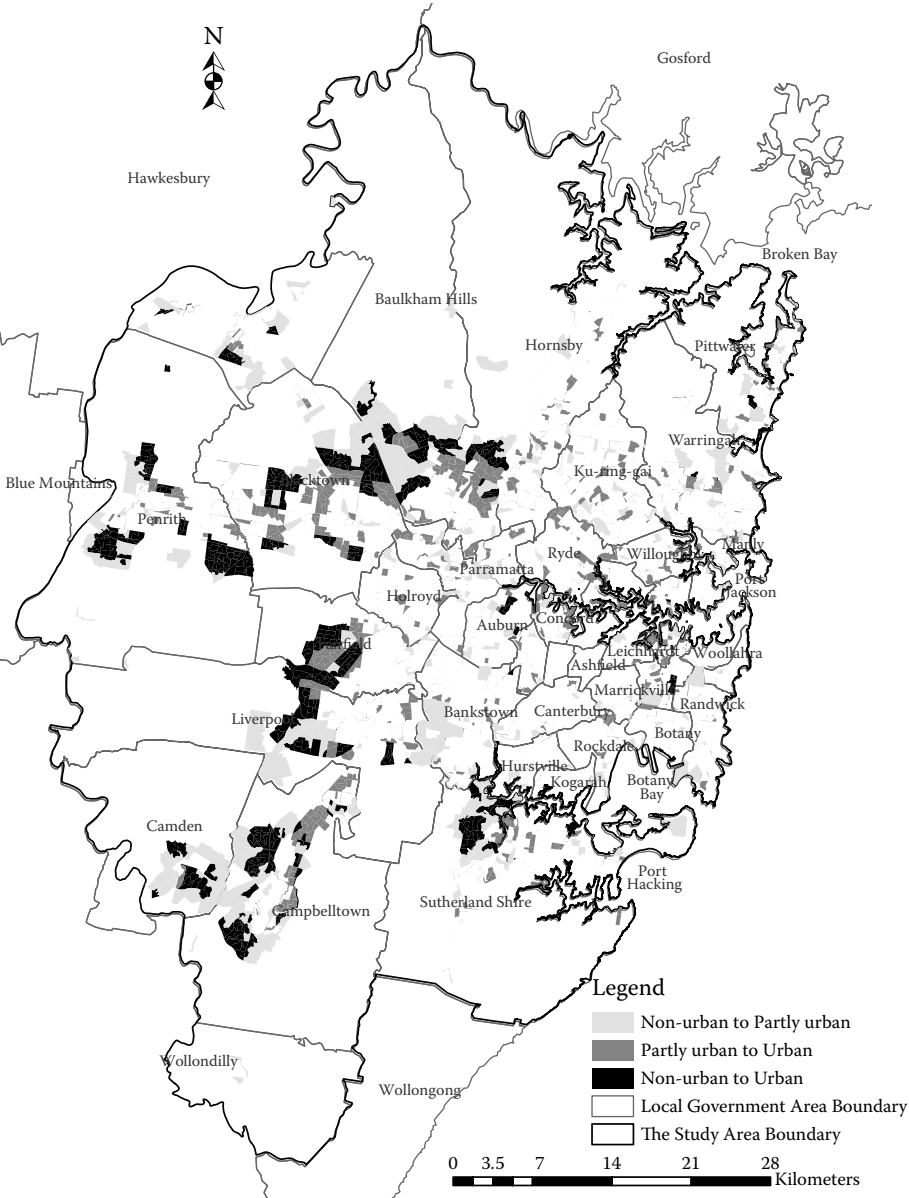 N
Gosford
Hawkesbury
Broken Bay
Baulkham Hills
Hornsby
Pittwater
Warringah
Ku-ring-gai
Blue Mountains
Blacktown
Penrith
Manly
Ryde
Willoughby
Parramatta
Port
Jackson
Holroyd
Auburn
Concord
Fairfield
Leichhardt
Woollahra
Ashfield
Marrickville
Randwick
Liverpool
Bankstown
Canterbury
Botany
Rockdale
Hurstville
Kogarah
Botany
Bay
Camden
Port
Hacking
Sutherland Shire
Campbelltown
Wollondilly
Wollongong
Legend
Non-urban to Partly urban
Partly urban to Urban
Non-urban to Urban
Local Government Area Boundary
The Study Area Boundary
0 3.5 7 14 21 28
Kilometers